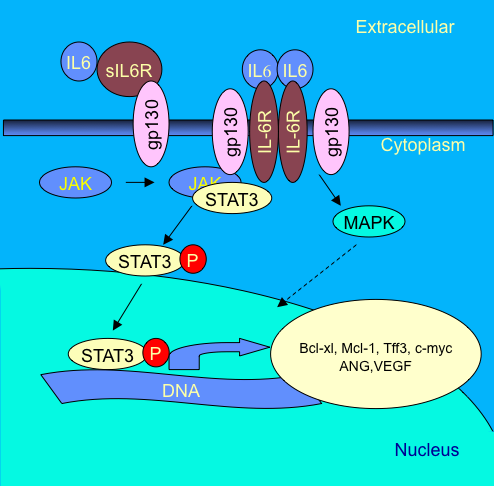 Extracellular
IL6
sIL6R
IL6
IL6
gp130
gp130
IL-6R
IL-6R
gp130
Cytoplasm
JAK
JAK
STAT3
MAPK
STAT3
P
STAT3
P
Bcl-xl, Mcl-1, Tff3, c-myc
ANG,VEGF
DNA
Nucleus